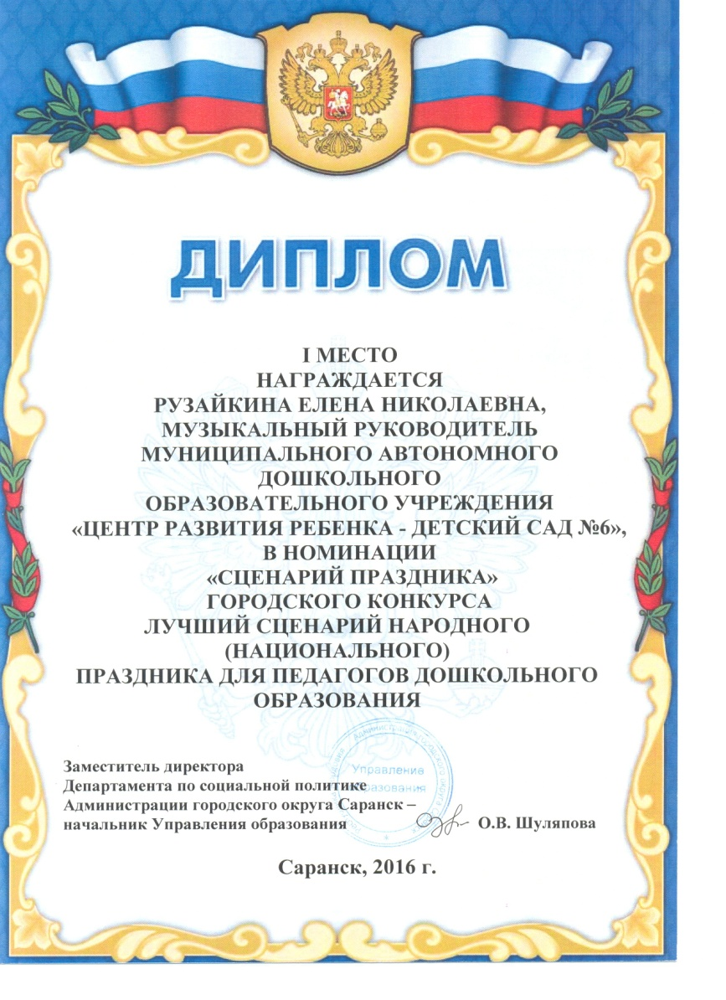 ДИПЛОМ
I МЕСТО
НАГРАЖДАЕТСЯ
РУЗАЙКИНА ЕЛЕНА НИКОЛАЕВНА,
МУЗЫКАЛЬНЫЙ РУКОВОДИТЕЛЬ
МУНИЦИПАЛЬНОГО АВТОНОМНОГО
ДОШКОЛЬНОГО
ОБРАЗОВАТЕЛЬНОГО УЧРЕЖДЕНИЯ
«ЦЕНТР РАЗВИТИЯ РЕБЕНКА - ДЕТСКИЙ САД №6»,
В НОМИНАЦИИ
«СЦЕНАРИЙ ПРАЗДНИКА»
ГОРОДСКОГО КОНКУРСА
ЛУЧШИЙ СЦЕНАРИЙ НАРОДНОГО
(НАЦИОНАЛЬНОГО)
ПРАЗДНИКА ДЛЯ ПЕДАГОГОВ ДОШКОЛЬНОГО
ОБРАЗОВАНИЯ
Управление
образования
Заместитель директора
Департамента по социальной политике
Администрации городского округа Саранск –
начальник Управления образования О.В. Шуляпова
Саранск, 2016 г.